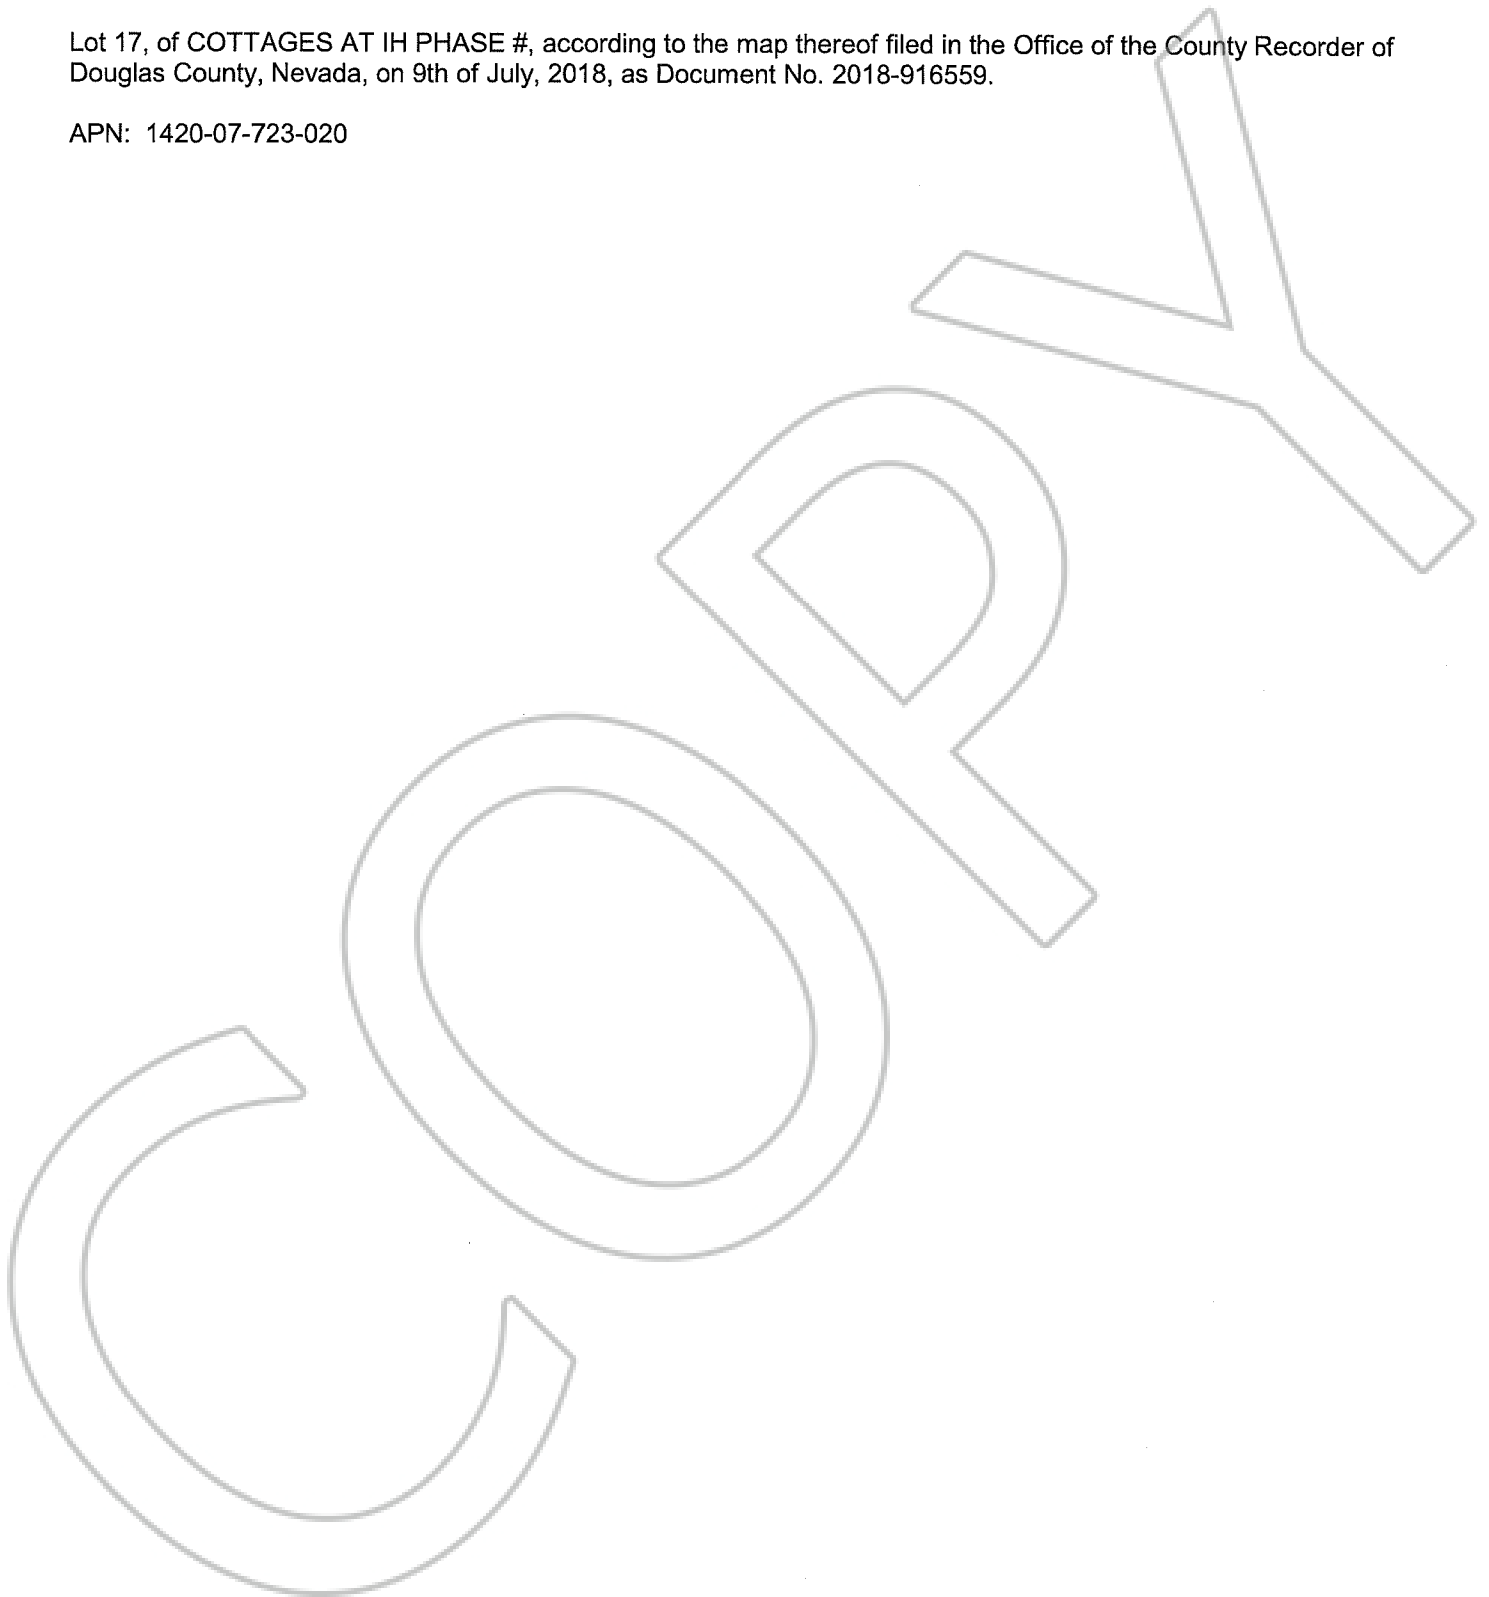 Lot 17, of COTTAGES AT IH PHASE #, according to the map thereof filed in the Office of the County Recorder of
Douglas County, Nevada, on 9th of July, 2018, as Document No. 2018-916559.
APN: 1420-07-723-020
COPY